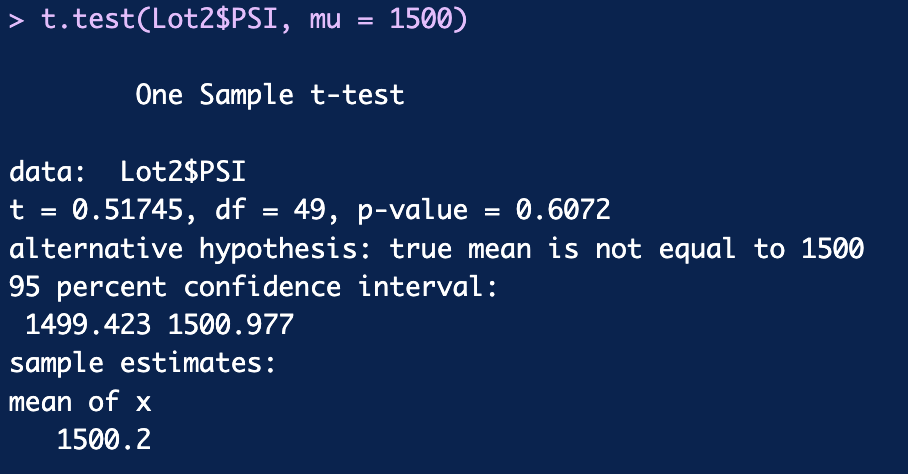 > t.test(Lot2$PSI, mu = 1500)
One Sample t-test
data:  Lot2$PSI
t = 0.51745, df = 49, p-value = 0.6072
alternative hypothesis: true mean is not equal to 1500
95 percent confidence interval:
1499.423 1500.977
sample estimates:
mean of x
1500.2